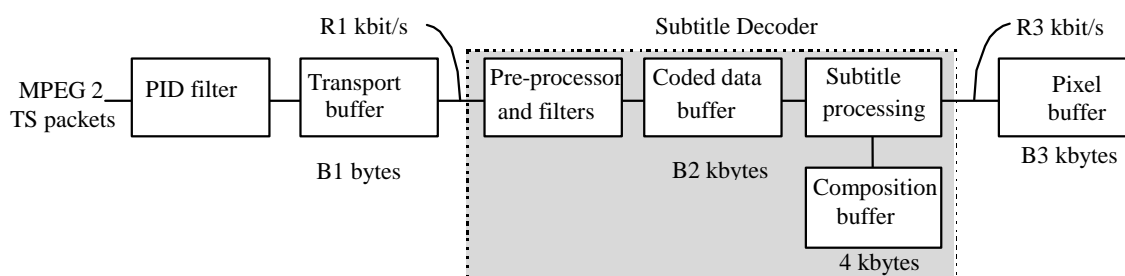 R1 kbit/s
Subtitle Decoder
R3 kbit/s
MPEG 2
TS packets
PID filter
Transport
buffer
Pre-processor
and filters
Coded data
buffer
Subtitle
processing
Pixel
buffer
B1 bytes
B2 kbytes
B3 kbytes
Composition
buffer
4 kbytes